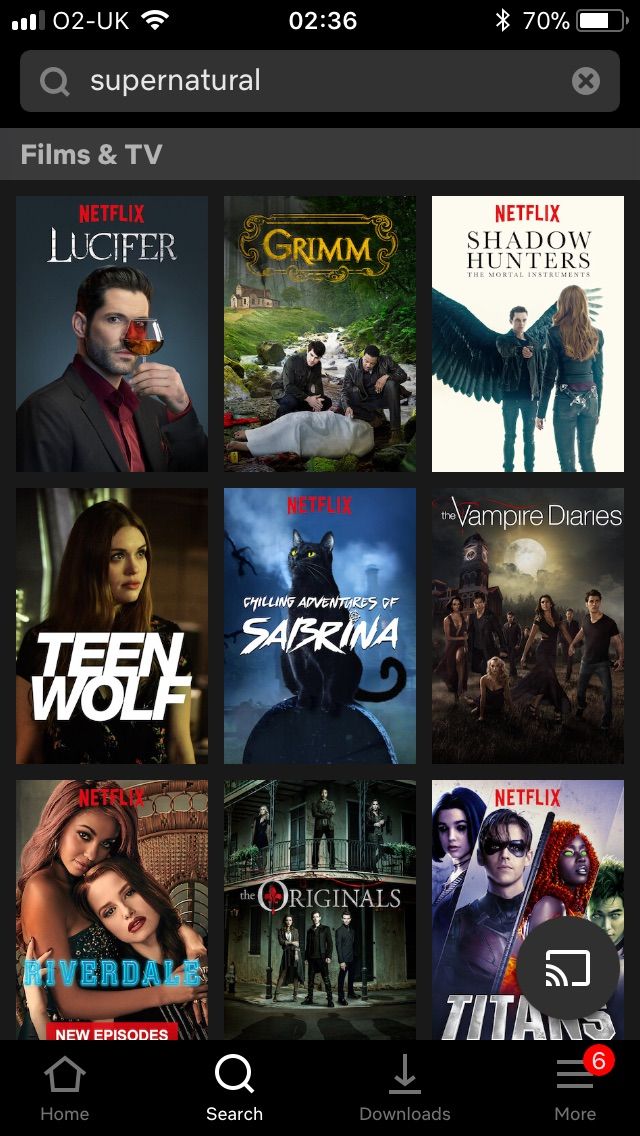 O2-UK 02:36 70%
supernatural
Films & TV
NETFLIX
LUCIFER
GRIMM
NETFLIX
SHADOW
HUNTERS
THE MORTAL INSTRUMENTS
TEEN
WOLF
NETFLIX
CHILLING ADVENTURES OF
SABRINA
the Vampire Diaries
NETFLIX
RIVERDALE
NEW EPISODES
the ORIGINALS
NETFLIX
TITANS
6
Home Search Downloads More